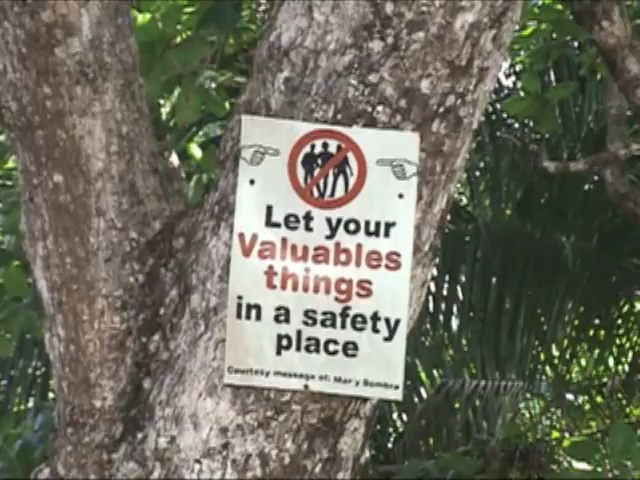 Let your
Valuables
things
in a safety
place
Courtesy message of: Mar y Sombra